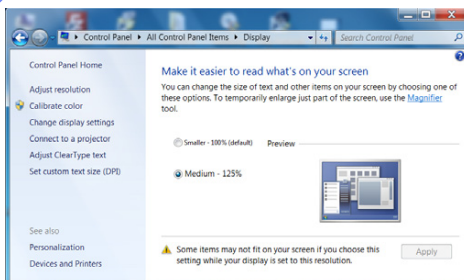 Control Panel ▸ All Control Panel Items ▸ Display
Search Control Panel
Control Panel Home
Adjust resolution
Calibrate color
Change display settings
Connect to a projector
Adjust ClearType text
Set custom text size (DPI)
See also
Personalization
Devices and Printers
Make it easier to read what's on your screen
You can change the size of text and other items on your screen by choosing one of
these options. To temporarily enlarge just part of the screen, use the Magnifier
tool.
Smaller - 100% (default) Preview
Medium - 125%
Some items may not fit on your screen if you choose this
setting while your display is set to this resolution.
Apply